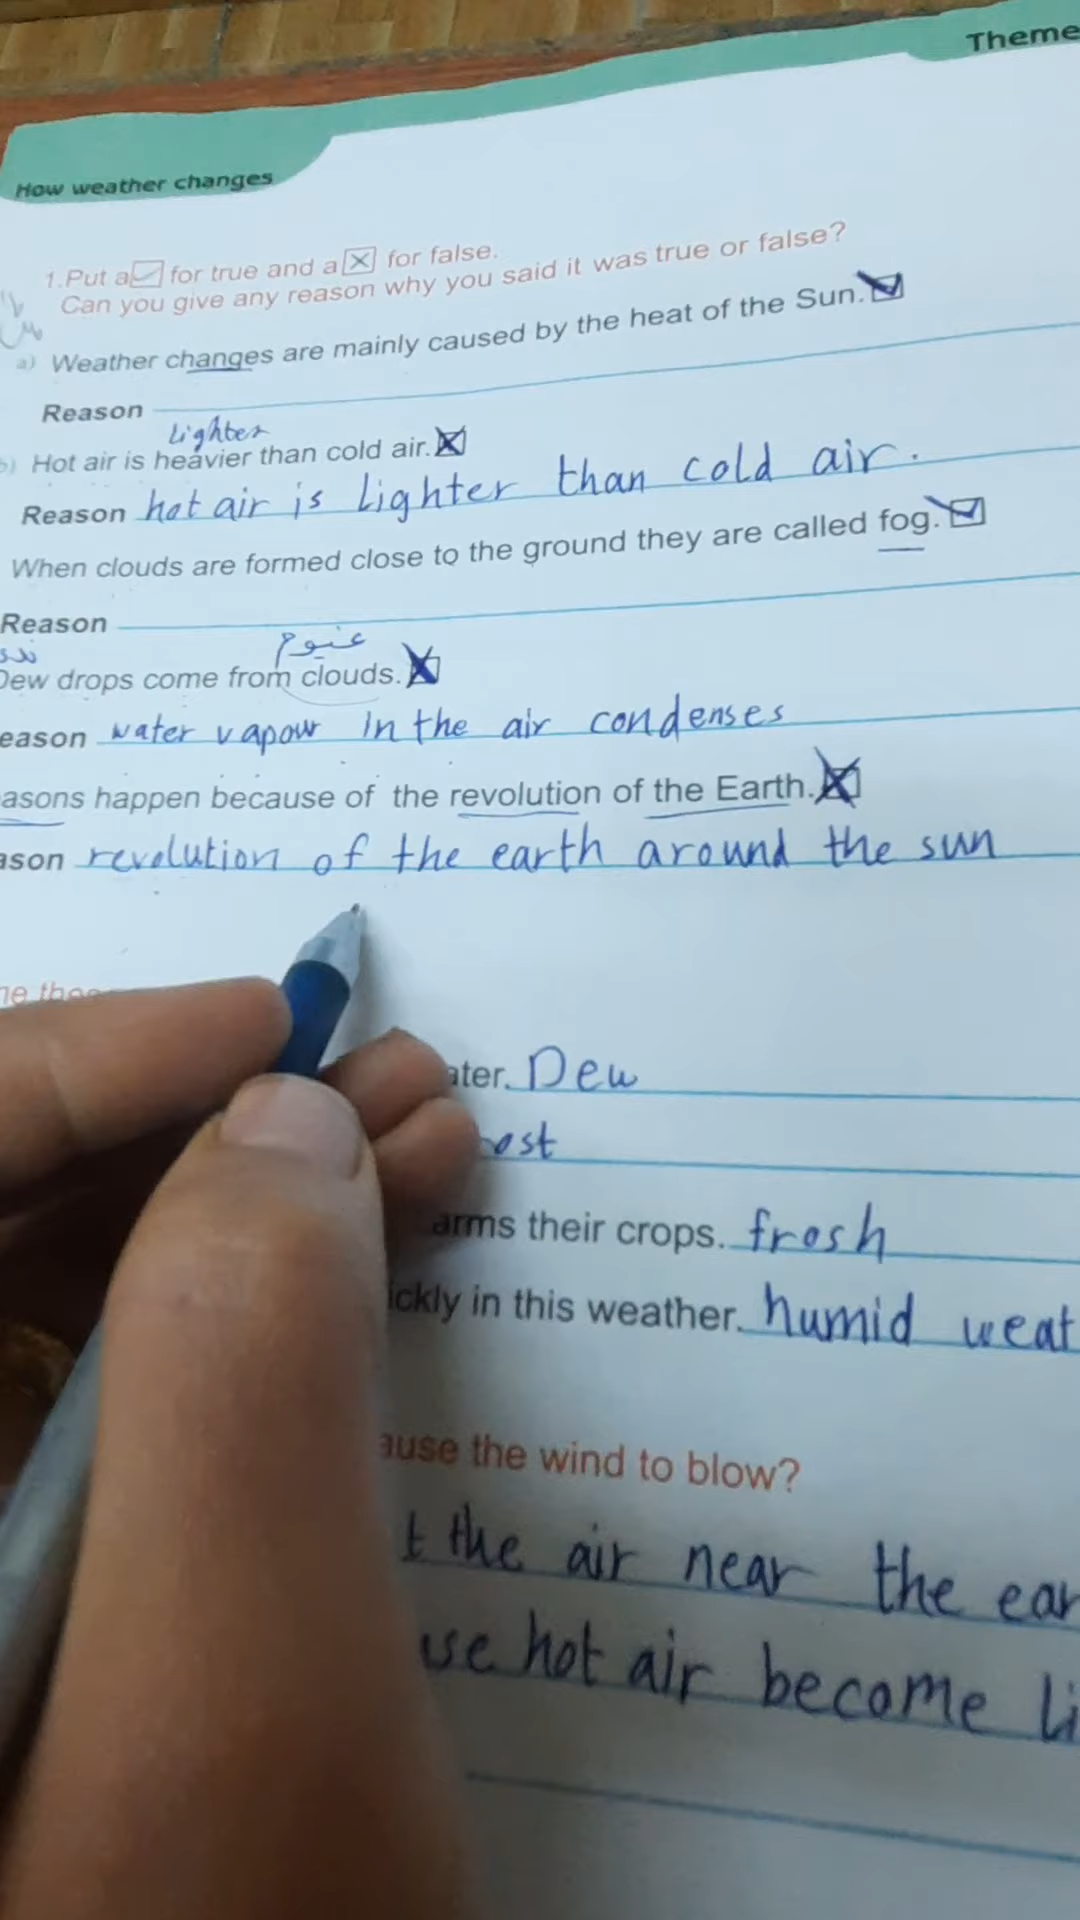 Theme
How weather changes
1.Put a ☑ for true and a ☒ for false.
Can you give any reason why you said it was true or false?
a) Weather changes are mainly caused by the heat of the Sun.
Reason
Lighter
b) Hot air is heavier than cold air.
Reason hot air is Lighter than cold air.
When clouds are formed close to the ground they are called fog.
Reason
غيوم
Dew drops come from clouds.
eason water vapour in the air condenses
asons happen because of the revolution of the Earth.
ason revolution of the earth around the sun
ater. Dew
ost
arms their crops. frosh
ickly in this weather. humid weat
ause the wind to blow?
t the air near the ear
use hot air become li